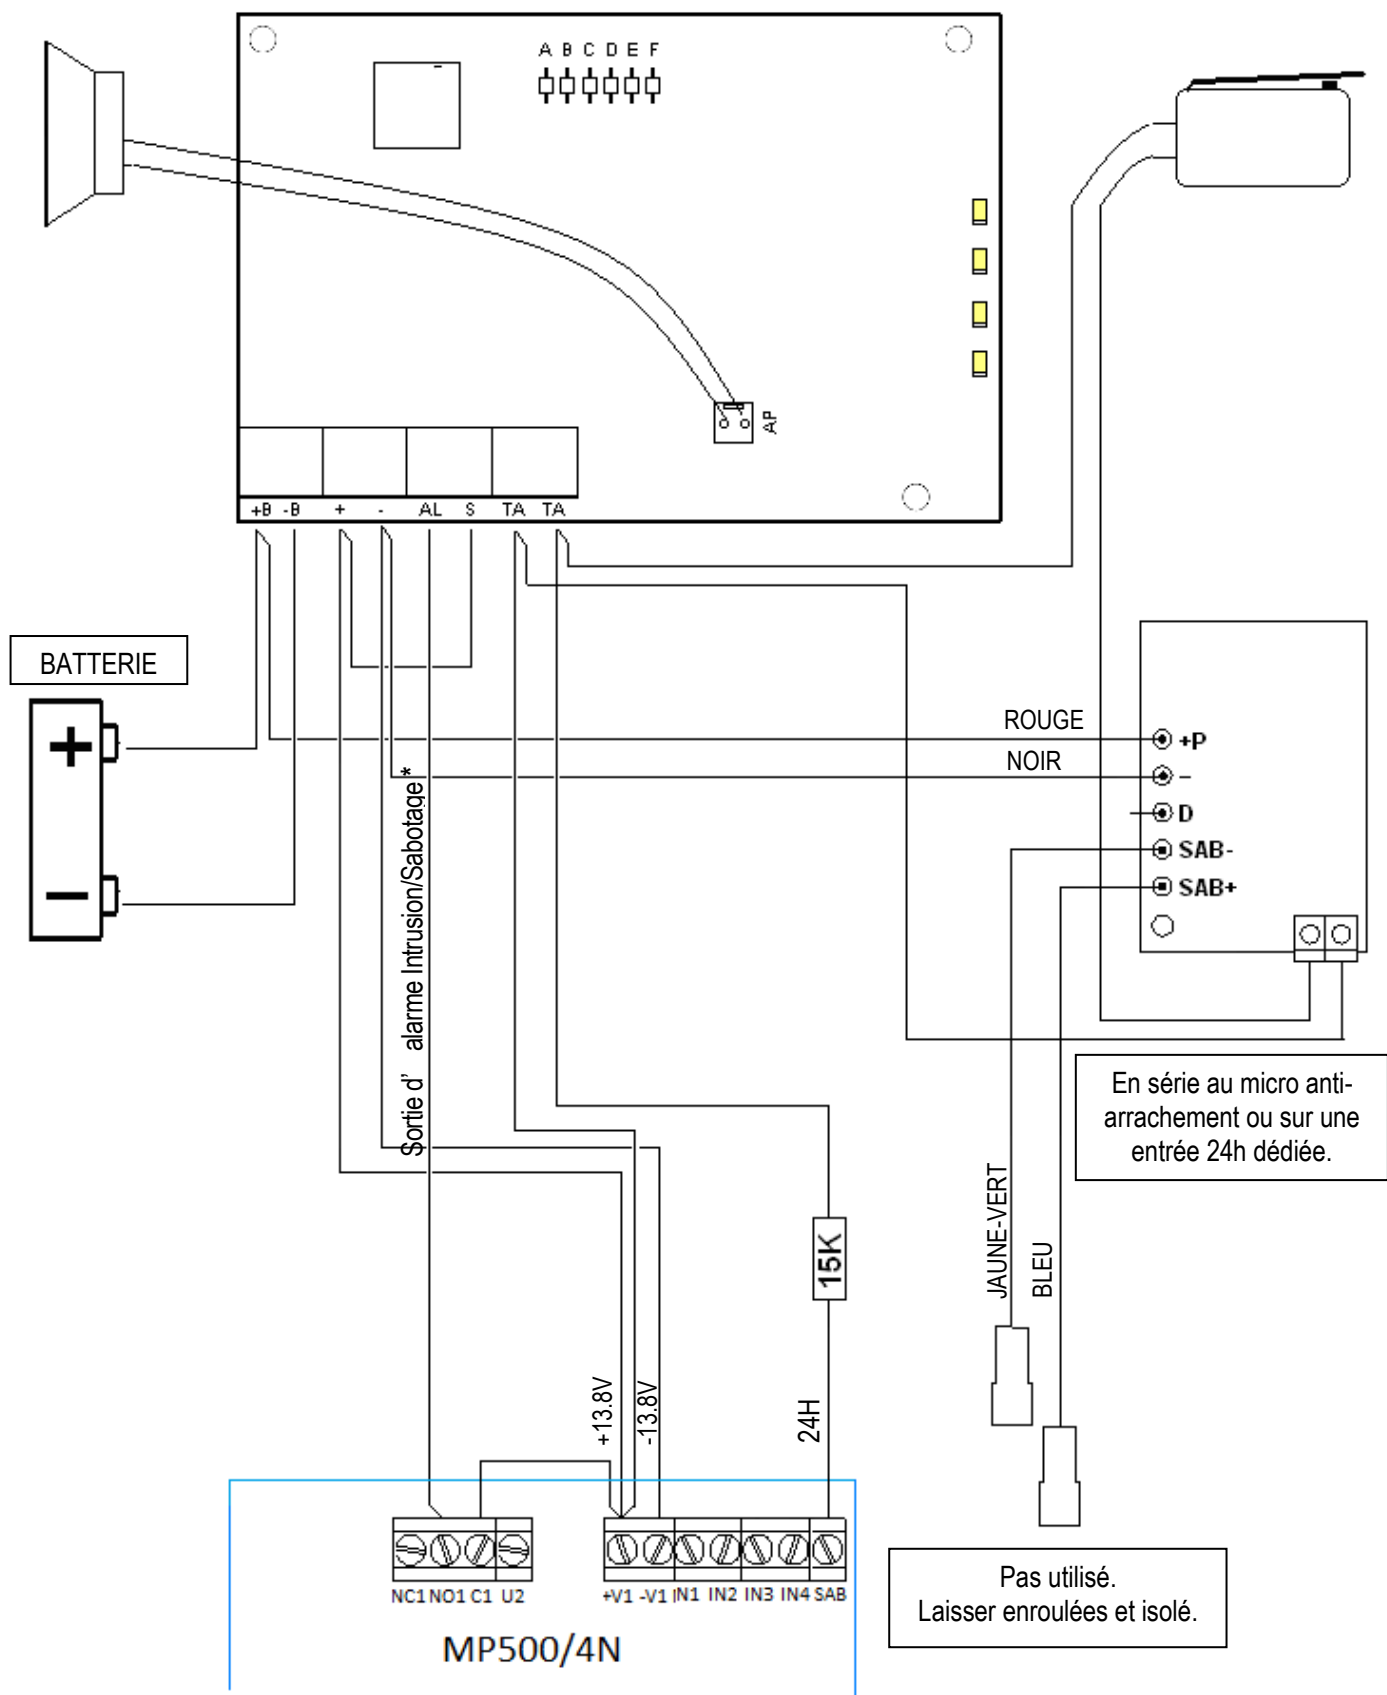 A B C D E F
AP
+B -B + - AL S TA TA
BATTERIE
+
−
ROUGE
NOIR
+P
–
D
SAB-
SAB+
Sortie d' alarme Intrusion/Sabotage*
En série au micro anti-
arrachement ou sur une
entrée 24h dédiée.
JAUNE-VERT
BLEU
15K
+13.8V
-13.8V
24H
NC1 NO1 C1 U2
+V1 -V1 IN1 IN2 IN3 IN4 SAB
MP500/4N
Pas utilisé.
Laisser enroulées et isolé.